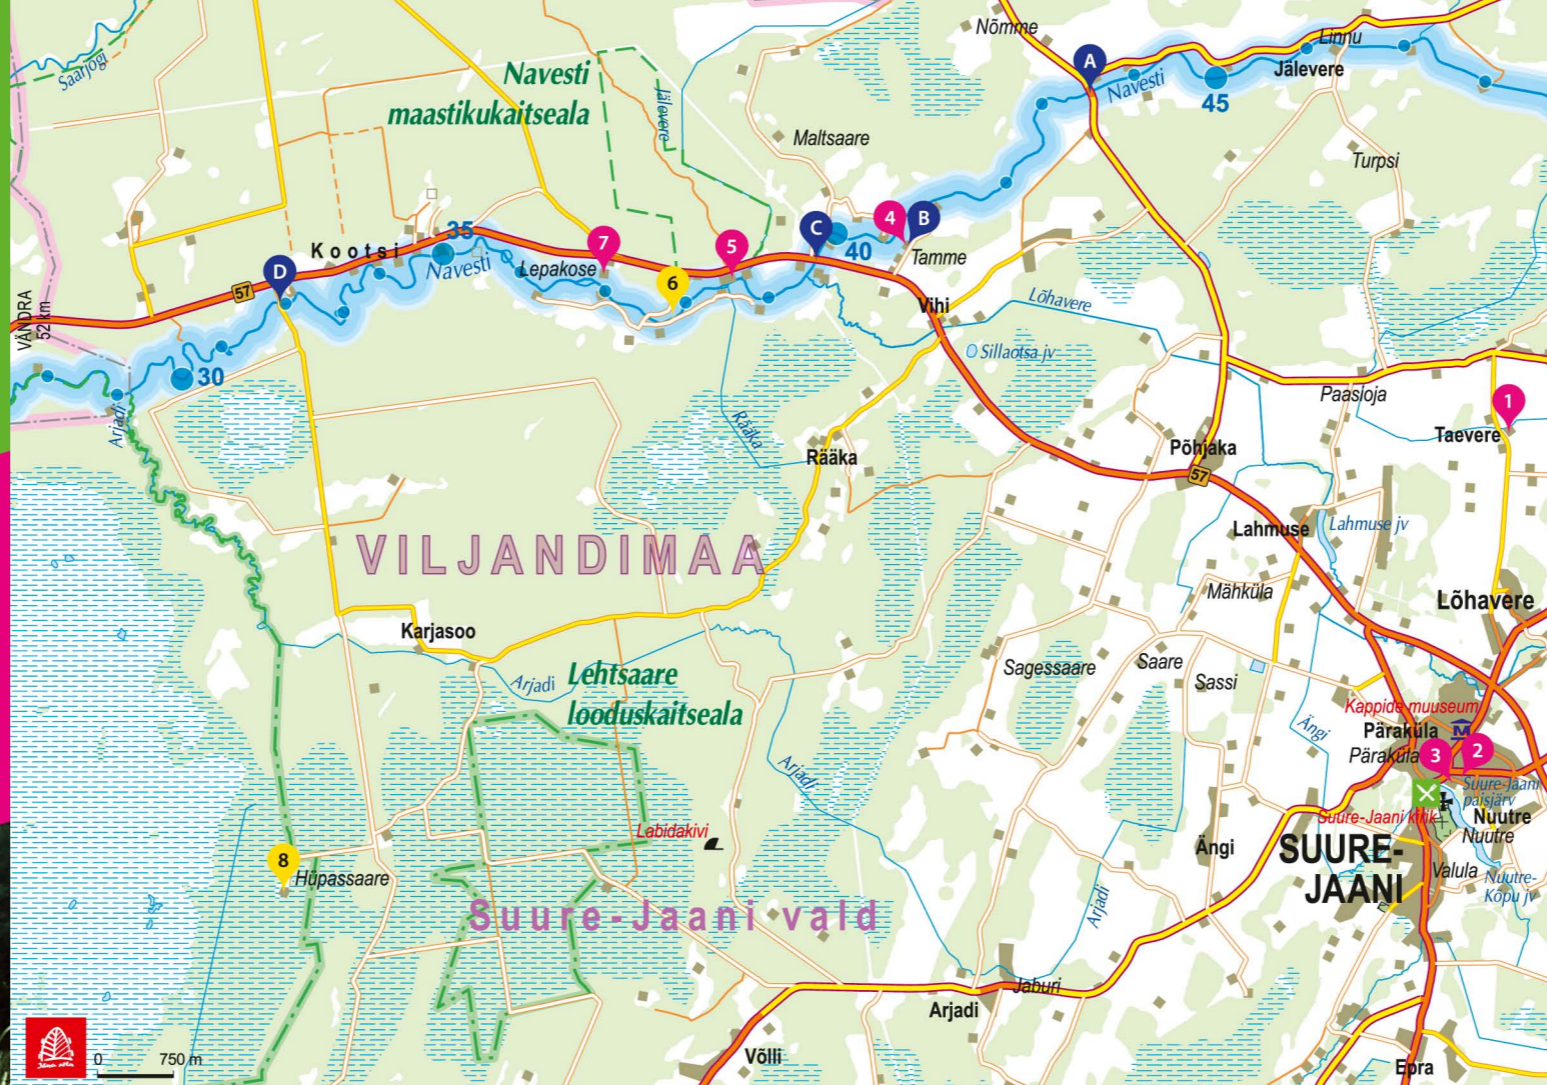 Nõmme
Linnu
Jälevere
Saarjõgi
Navesti
maastikukaitseala
Jälevere
A
Navesti
45
Maltsaare
Turpsi
35
Kootsi
Navesti
Lepakose
7
5
C
40
4
B
Tamme
D
57
6
Vihi
Lõhavere
Sillaotsa jv
VÄNDRA
52 km
30
Arjadi
Paasioja
1
Taevere
Rääka
Rääka
Põhjaka
57
Lahmuse
Lahmuse jv
VILJANDIMAA
Mähküla
Lõhavere
Karjasoo
Arjadi
Lehtsaare
looduskaitseala
Sagessaare
Saare
Sassi
Ängi
Kappide muuseum
M
Päraküla
Päraküla
3
2
Arjadi
Suure-Jaani
paisjärv
Suure-Jaani kirik
Nuutre
Nuutre
Labidakivi
Ängi
SUURE-
JAANI
Valula
Nuutre-
Kõpu jv
8
Hüpassaare
Suure-Jaani vald
Arjadi
Jaburi
Arjadi
Võlli
Epra
0 750 m